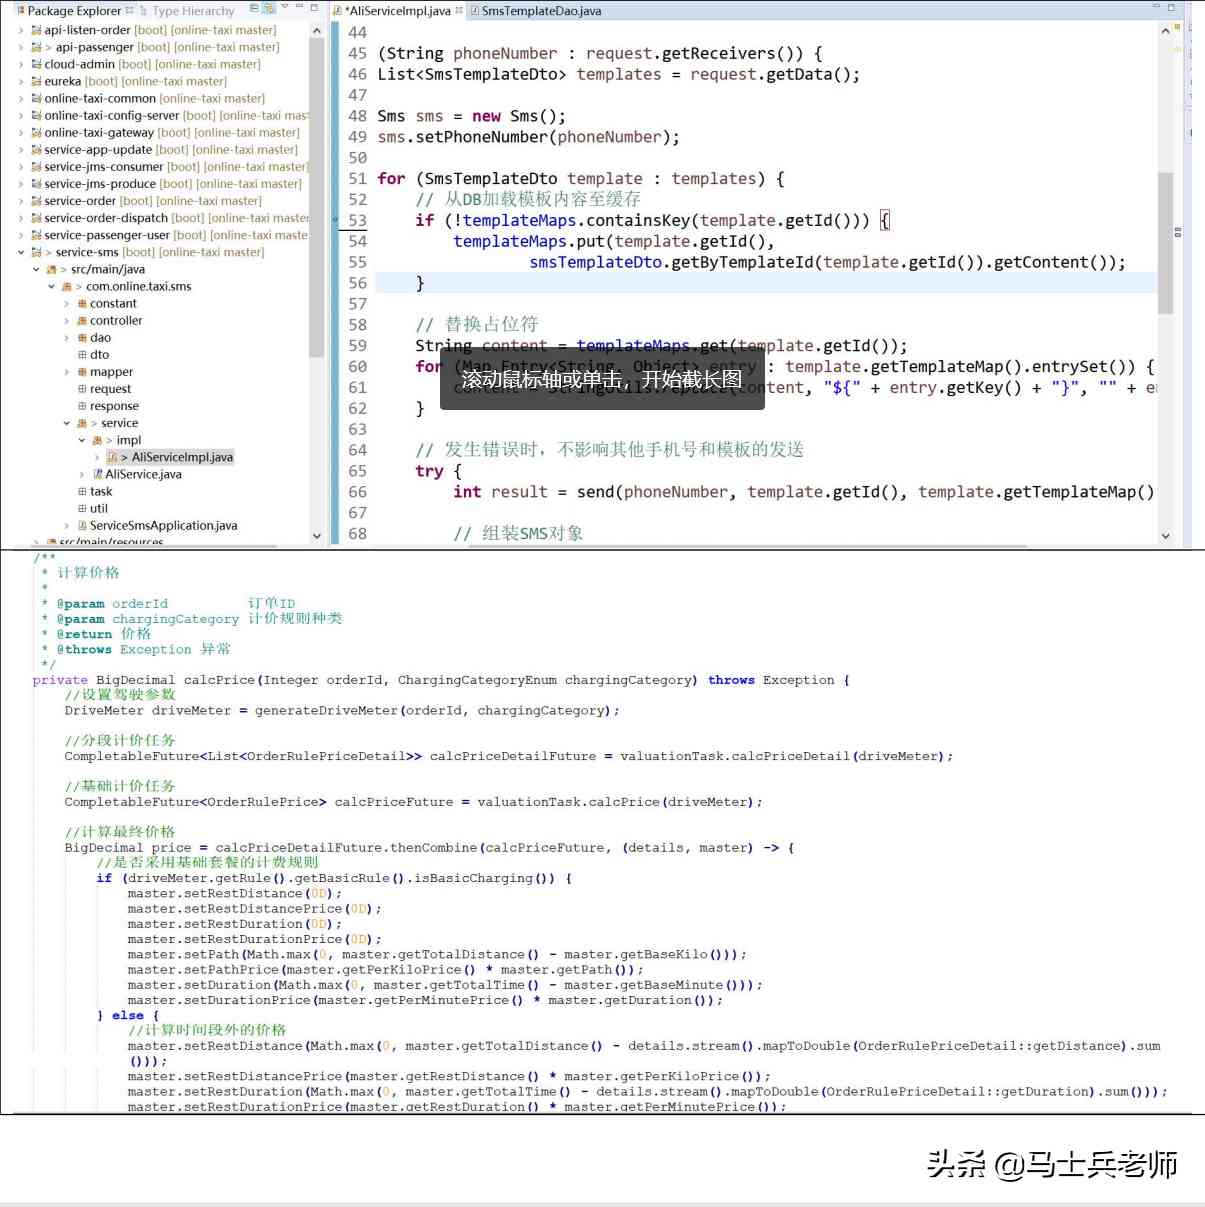 Package Explorer Type Hierarchy
api-listen-order [boot] [online-taxi master]
> api-passenger [boot] [online-taxi master]
cloud-admin [boot] [online-taxi master]
eureka [boot] [online-taxi master]
online-taxi-common [online-taxi master]
online-taxi-config-server [boot] [online-taxi mast
online-taxi-gateway [boot] [online-taxi master]
service-app-update [boot] [online-taxi master]
service-jms-consumer [boot] [online-taxi master]
service-jms-produce [boot] [online-taxi master]
service-order [boot] [online-taxi master]
service-order-dispatch [boot] [online-taxi master
service-passenger-user [boot] [online-taxi maste
> service-sms [boot] [online-taxi master]
> src/main/java
> com.online.taxi.sms
constant
controller
dao
dto
mapper
request
response
> service
> impl
> AliServiceImpl.java
AliService.java
task
util
ServiceSmsApplication.java
src/main/resources
*AliServiceImpl.java SmsTemplateDao.java
44
45 (String phoneNumber : request.getReceivers()) {
46 List<SmsTemplateDto> templates = request.getData();
47
48 Sms sms = new Sms();
49 sms.setPhoneNumber(phoneNumber);
50
51 for (SmsTemplateDto template : templates) {
52 // 从DB加载模板内容至缓存
53 if (!templateMaps.containsKey(template.getId())) {
54 templateMaps.put(template.getId(),
55 smsTemplateDto.getByTemplateId(template.getId()).getContent());
56 }
57
58 // 替换占位符
59 String content = templateMaps.get(template.getId());
60 for (Map.Entry<String, Object> entry : template.getTemplateMap().entrySet()) {
61 content = StringUtils.replace(content, "${" + entry.getKey() + "}", "" + e
滚动鼠标轴或单击，开始截长图
62 }
63
64 // 发生错误时，不影响其他手机号和模板的发送
65 try {
66 int result = send(phoneNumber, template.getId(), template.getTemplateMap()
67
68 // 组装SMS对象
/**
* 计算价格
*
* @param orderId 订单ID
* @param chargingCategory 计价规则种类
* @return 价格
* @throws Exception 异常
*/
private BigDecimal calcPrice(Integer orderId, ChargingCategoryEnum chargingCategory) throws Exception {
//设置驾驶参数
DriveMeter driveMeter = generateDriveMeter(orderId, chargingCategory);
//分段计价任务
CompletableFuture<List<OrderRulePriceDetail>> calcPriceDetailFuture = valuationTask.calcPriceDetail(driveMeter);
//基础计价任务
CompletableFuture<OrderRulePrice> calcPriceFuture = valuationTask.calcPrice(driveMeter);
//计算最终价格
BigDecimal price = calcPriceDetailFuture.thenCombine(calcPriceFuture, (details, master) -> {
//是否采用基础套餐的计费规则
if (driveMeter.getRule().getBasicRule().isBasicCharging()) {
master.setRestDistance(0D);
master.setRestDistancePrice(0D);
master.setRestDuration(0D);
master.setRestDurationPrice(0D);
master.setPath(Math.max(0, master.getTotalDistance() - master.getBaseKilo()));
master.setPathPrice(master.getPerKiloPrice() * master.getPath());
master.setDuration(Math.max(0, master.getTotalTime() - master.getBaseMinute()));
master.setDurationPrice(master.getPerMinutePrice() * master.getDuration());
} else {
//计算时间段外的价格
master.setRestDistance(Math.max(0, master.getTotalDistance() - details.stream().mapToDouble(OrderRulePriceDetail::getDistance).sum
()));
master.setRestDistancePrice(master.getRestDistance() * master.getPerKiloPrice());
master.setRestDuration(Math.max(0, master.getTotalTime() - details.stream().mapToDouble(OrderRulePriceDetail::getDuration).sum()));
master.setRestDurationPrice(master.getRestDuration() * master.getPerMinutePrice());
头条 @马士兵老师